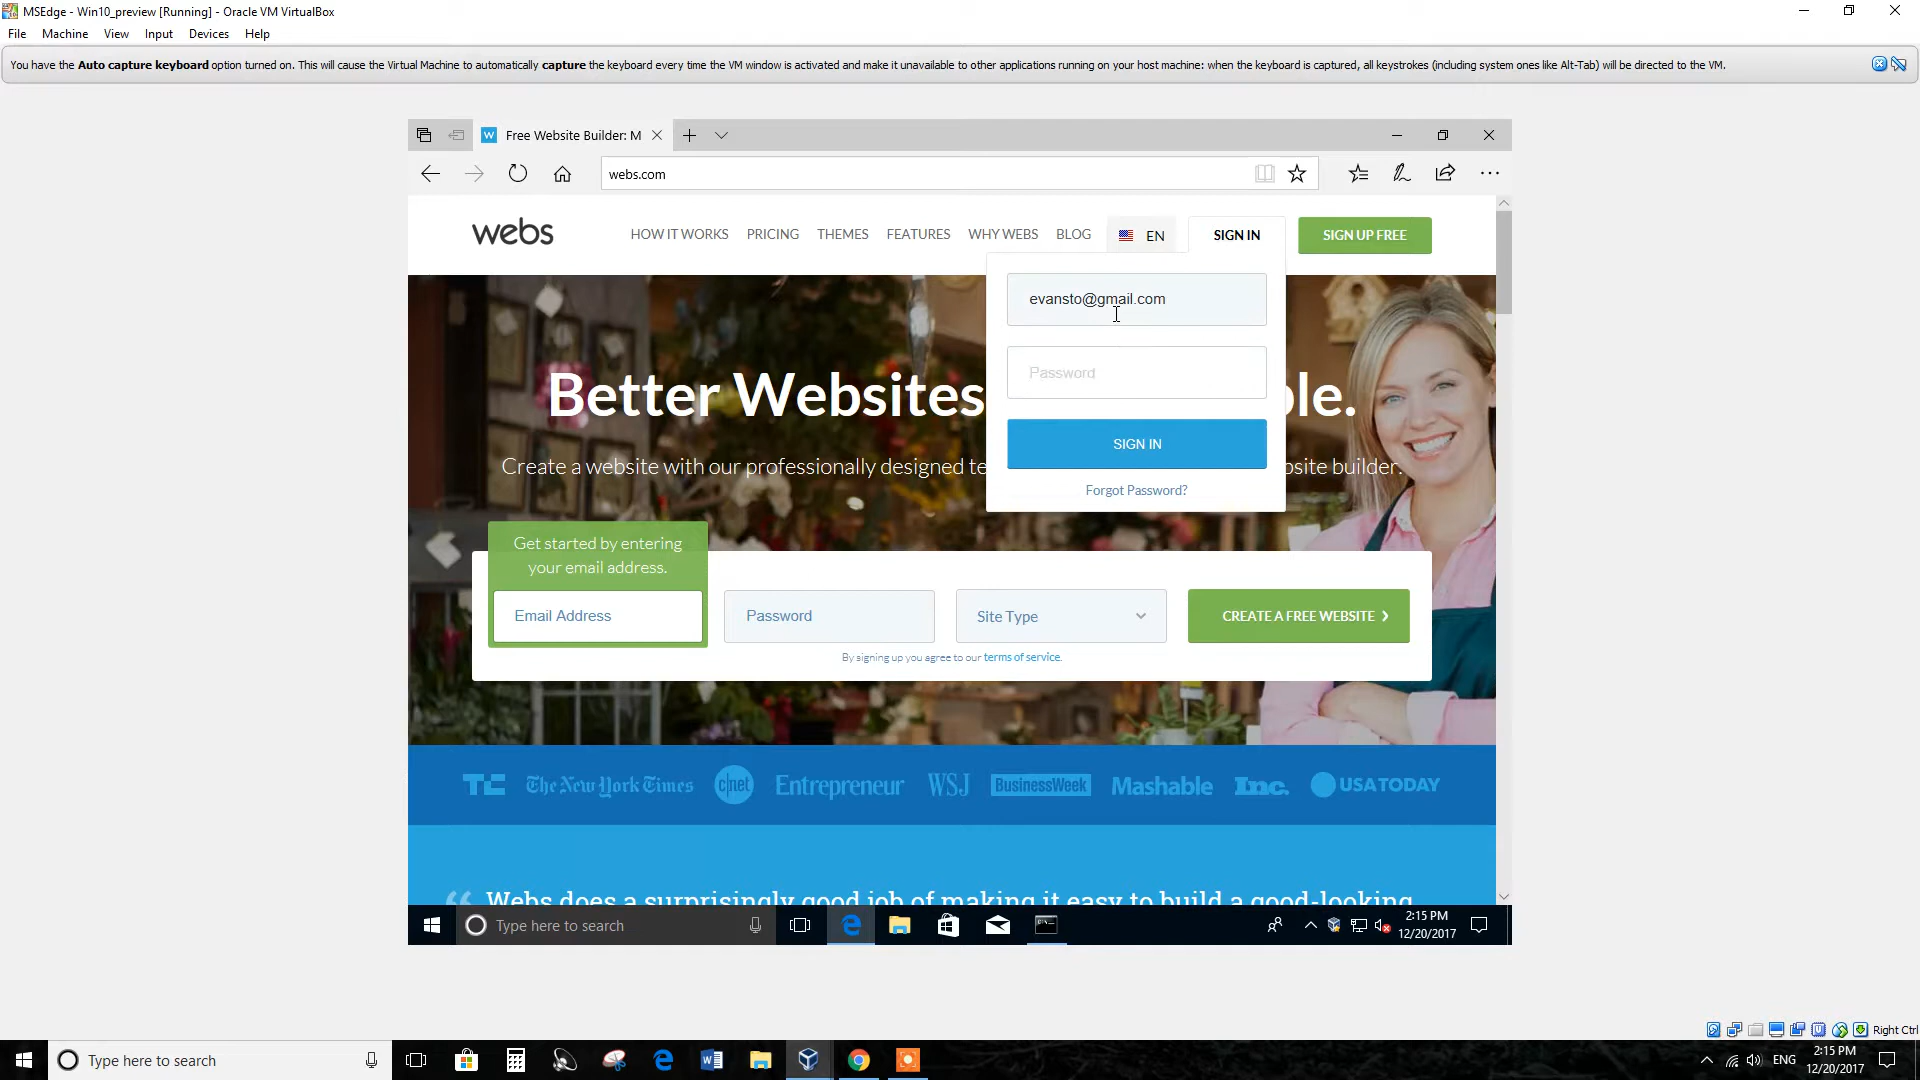 MSEdge - Win10_preview [Running] - Oracle VM VirtualBox
File Machine View Input Devices Help
You have the Auto capture keyboard option turned on. This will cause the Virtual Machine to automatically capture the keyboard every time the VM window is activated and make it unavailable to other applications running on your host machine: when the keyboard is captured, all keystrokes (including system ones like Alt-Tab) will be directed to the VM.
W Free Website Builder: M
webs.com
webs HOW IT WORKS PRICING THEMES FEATURES WHY WEBS BLOG EN SIGN IN SIGN UP FREE
evansto@gmail.com
Password
SIGN IN
Forgot Password?
Better Websites ple.
Create a website with our professionally designed te bsite builder.
Get started by entering
your email address.
Email Address Password Site Type CREATE A FREE WEBSITE
By signing up you agree to our terms of service.
TC The New York Times c|net Entrepreneur WSJ BusinessWeek Mashable Inc. USA TODAY
“ Webs does a surprisingly good job of making it easy to build a good-looking
Type here to search 2:15 PM
12/20/2017
Right Ctrl
Type here to search ENG 2:15 PM
12/20/2017